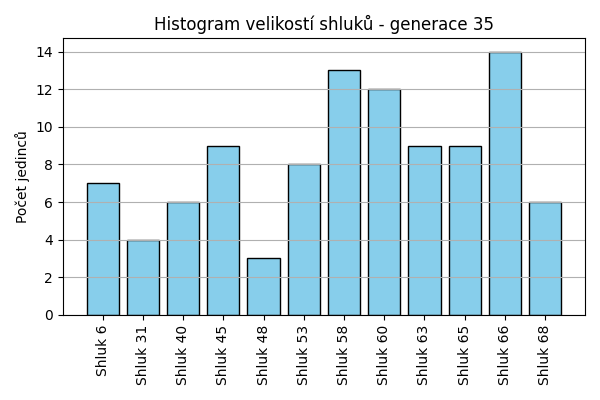 Histogram velikostí shluků - generace 35
Počet jedinců
14
12
10
8
6
4
2
0
Shluk 6
Shluk 31
Shluk 40
Shluk 45
Shluk 48
Shluk 53
Shluk 58
Shluk 60
Shluk 63
Shluk 65
Shluk 66
Shluk 68